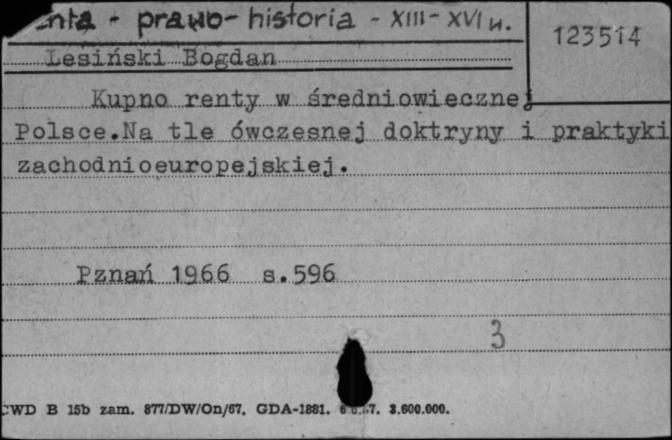 - prawo - historia - XIII - XVI w.
123514
Lesiński Bogdan
Kupno renty w średniowiecznej
Polsce.Na tle ówczesnej doktryny i praktyki
zachodnioeuropejskiej.
Pznań 1966 s.596
3
CWD B 15b zam. 877/DW/On/67. GDA-1881. 3.600.000.